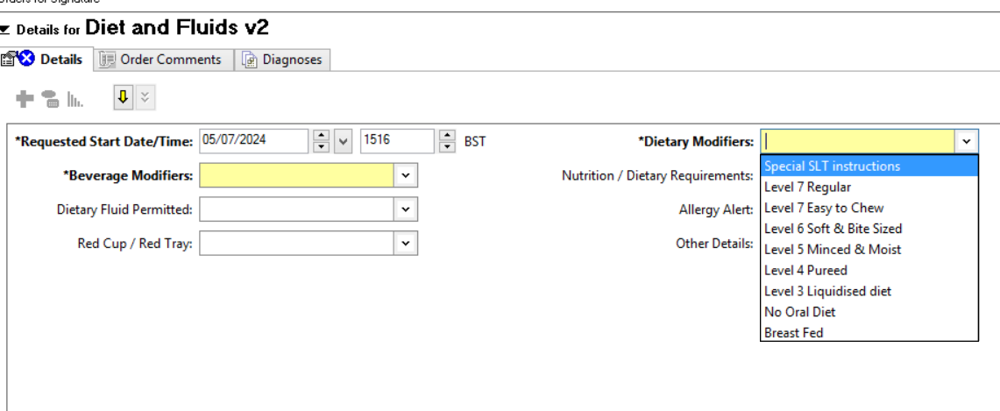 Orders for Signature
Details for Diet and Fluids v2
Details Order Comments Diagnoses
*Requested Start Date/Time: 05/07/2024 1516 BST *Dietary Modifiers:
*Beverage Modifiers: Nutrition / Dietary Requirements:
Dietary Fluid Permitted: Allergy Alert:
Red Cup / Red Tray: Other Details:
Special SLT instructions
Level 7 Regular
Level 7 Easy to Chew
Level 6 Soft & Bite Sized
Level 5 Minced & Moist
Level 4 Pureed
Level 3 Liquidised diet
No Oral Diet
Breast Fed